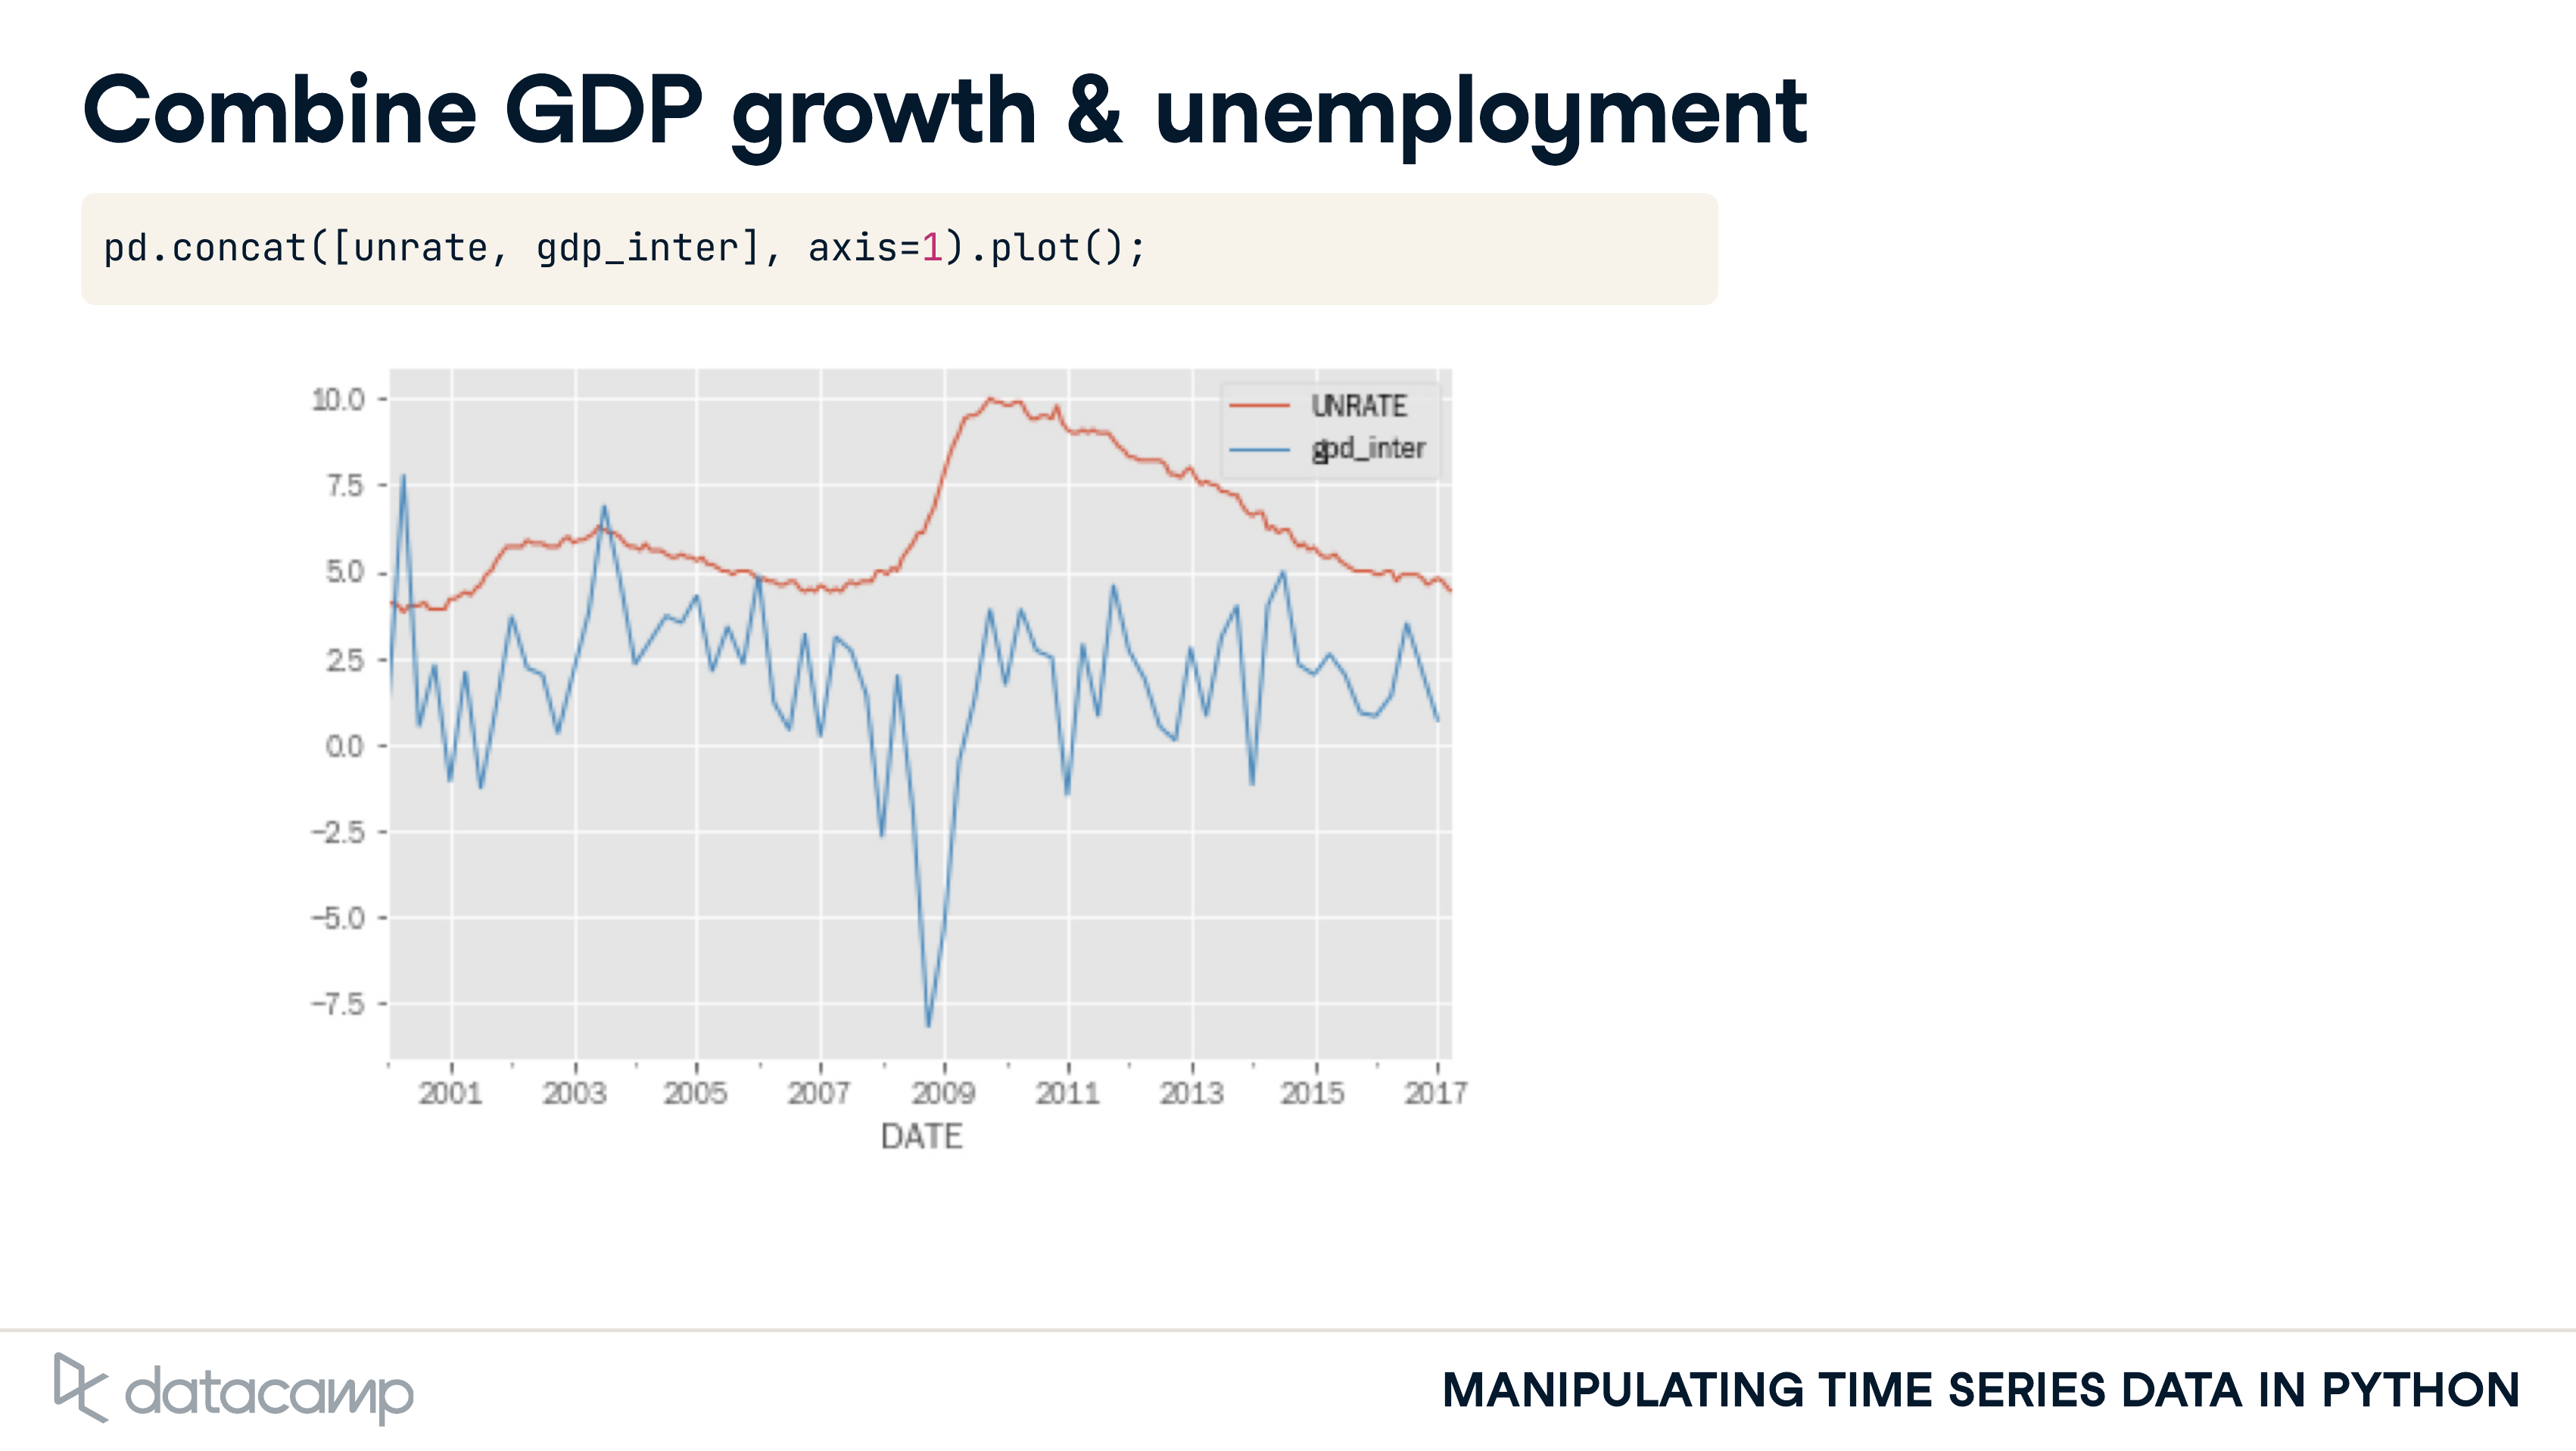 Combine GDP growth & unemployment
pd.concat([unrate, gdp_inter], axis=1).plot();
UNRATE
gpd_inter
10.0
7.5
5.0
2.5
0.0
−2.5
−5.0
−7.5
2001 2003 2005 2007 2009 2011 2013 2015 2017
DATE
datacamp
MANIPULATING TIME SERIES DATA IN PYTHON